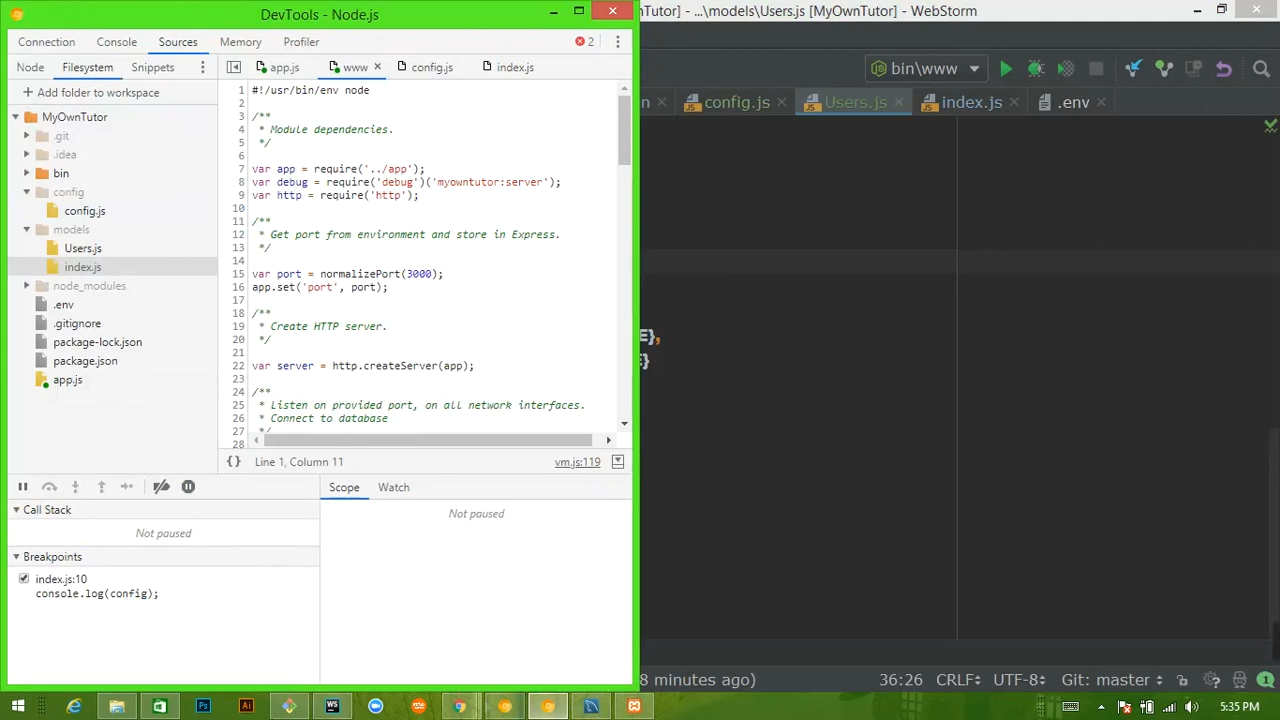 DevTools - Node.js
] - ...\models\Users.js [MyOwnTutor] - WebStorm
Connection Console Sources Memory Profiler 2
Node Filesystem Snippets
app.js www config.js index.js
bin\www
Add folder to workspace
n config.js Users.js index.js .env
MyOwnTutor
.git
.idea
bin
config
config.js
models
Users.js
index.js
node_modules
.env
.gitignore
package-lock.json
package.json
app.js
1 #!/usr/bin/env node
2
3 /**
4 * Module dependencies.
5 */
6
7 var app = require('../app');
8 var debug = require('debug')('myowntutor:server');
9 var http = require('http');
10
11 /**
12 * Get port from environment and store in Express.
13 */
14
15 var port = normalizePort(3000);
16 app.set('port', port);
17
18 /**
19 * Create HTTP server.
20 */
21
22 var server = http.createServer(app);
23
24 /**
25 * Listen on provided port, on all network interfaces.
26 * Connect to database
27 */
28
E},
E}
{} Line 1, Column 11 vm.js:119
Call Stack
Not paused
Breakpoints
index.js:10
console.log(config);
Scope Watch
Not paused
8 minutes ago) 36:26 CRLF UTF-8 Git: master 1
Ps Ai WS 5:35 PM